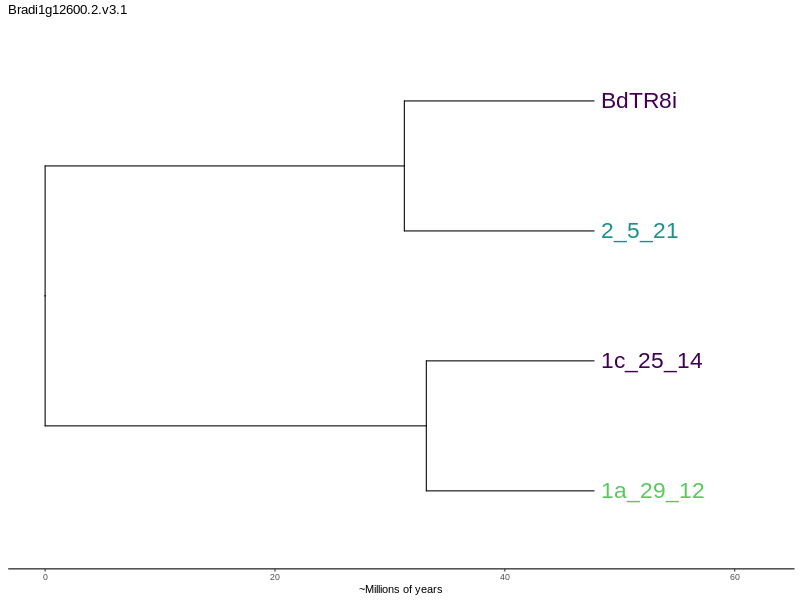 Bradi1g12600.2.v3.1
BdTR8i
2_5_21
1c_25_14
1a_29_12
0 20 40 60
~Millions of years